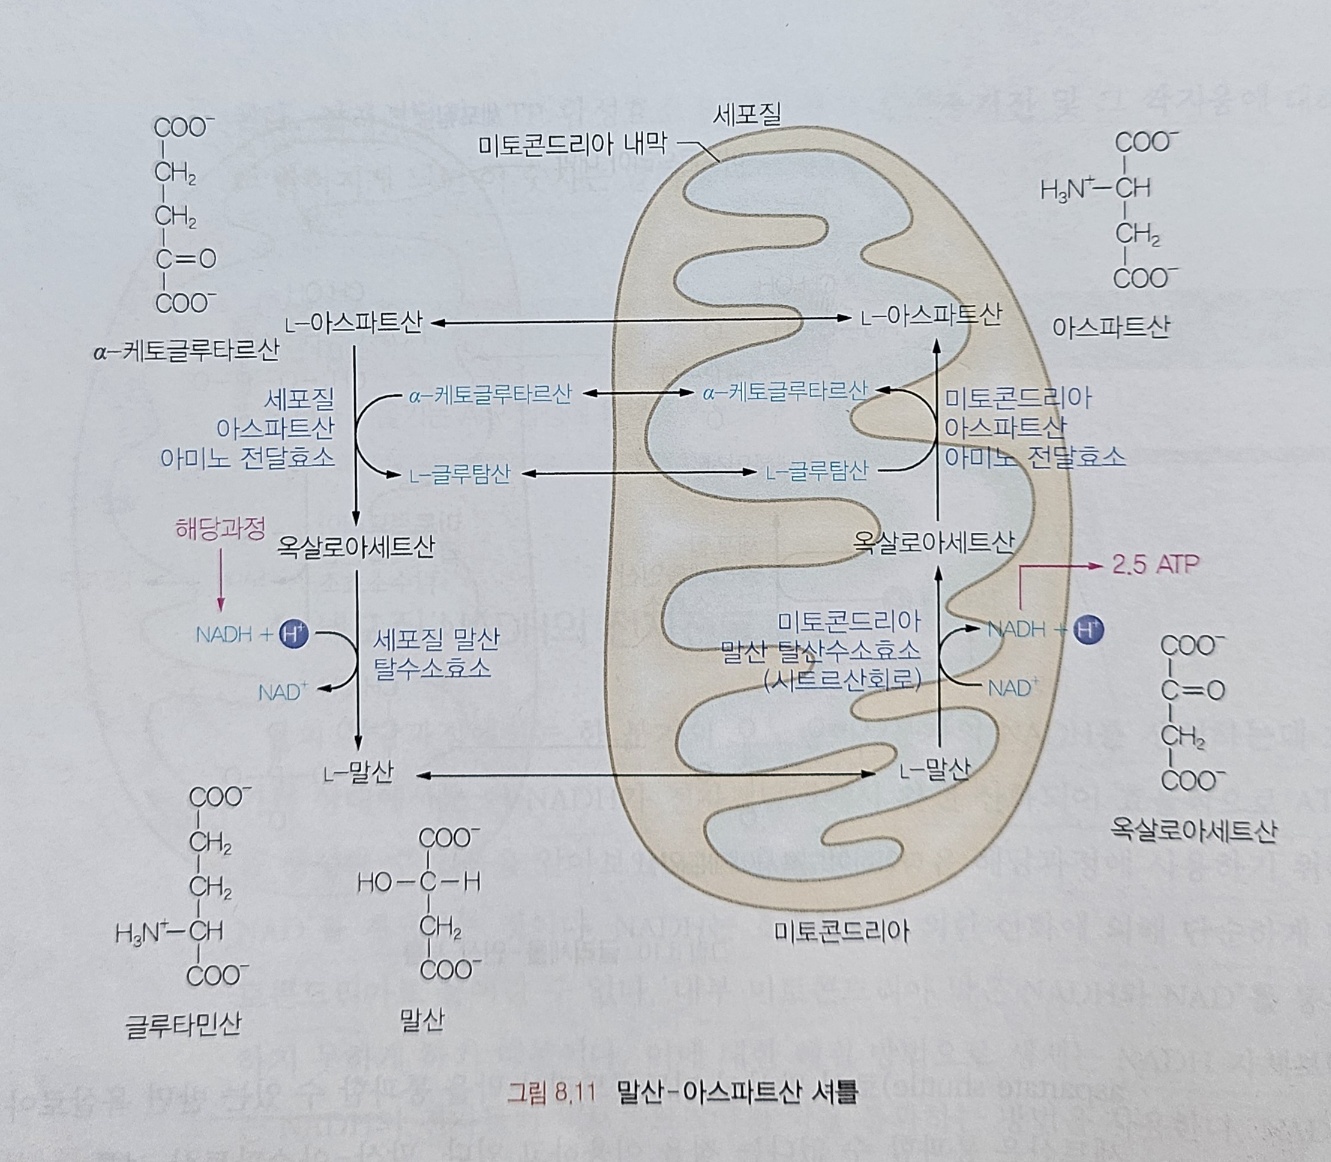 세포질
미토콘드리아 내막
COO⁻
CH₂
CH₂
C=O
COO⁻
α-케토글루타르산
COO⁻
H₃N⁺-CH
CH₂
COO⁻
아스파트산
L-아스파트산
L-아스파트산
세포질
아스파트산
아미노 전달효소
α-케토글루타르산
α-케토글루타르산
L-글루탐산
L-글루탐산
미토콘드리아
아스파트산
아미노 전달효소
해당과정
옥살로아세트산
옥살로아세트산
2.5 ATP
NADH + H⁺
NAD⁺
세포질 말산
탈수소효소
미토콘드리아
말산 탈산수소효소
(시트르산회로)
NADH + H⁺
NAD⁺
L-말산
L-말산
COO⁻
C=O
CH₂
COO⁻
옥살로아세트산
COO⁻
CH₂
CH₂
H₃N⁺-CH
COO⁻
글루타민산
COO⁻
HO-C-H
CH₂
COO⁻
말산
미토콘드리아
그림 8.11 말산-아스파트산 셔틀